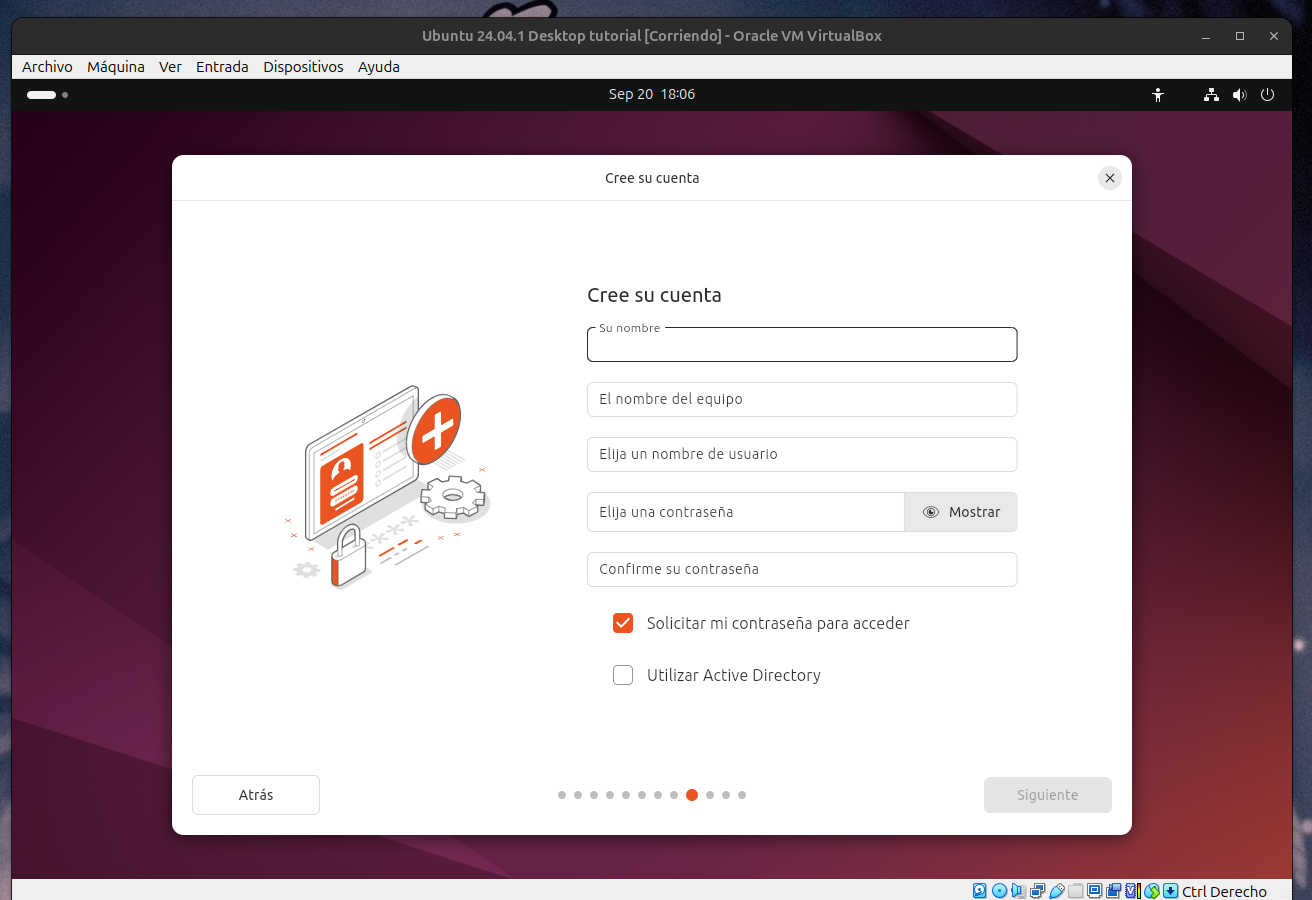 Ubuntu 24.04.1 Desktop tutorial [Corriendo] - Oracle VM VirtualBox
Archivo Máquina Ver Entrada Dispositivos Ayuda
Sep 20 18:06
Cree su cuenta
Cree su cuenta
Su nombre
El nombre del equipo
Elija un nombre de usuario
Elija una contraseña Mostrar
Confirme su contraseña
Solicitar mi contraseña para acceder
Utilizar Active Directory
Atrás Siguiente
Ctrl Derecho